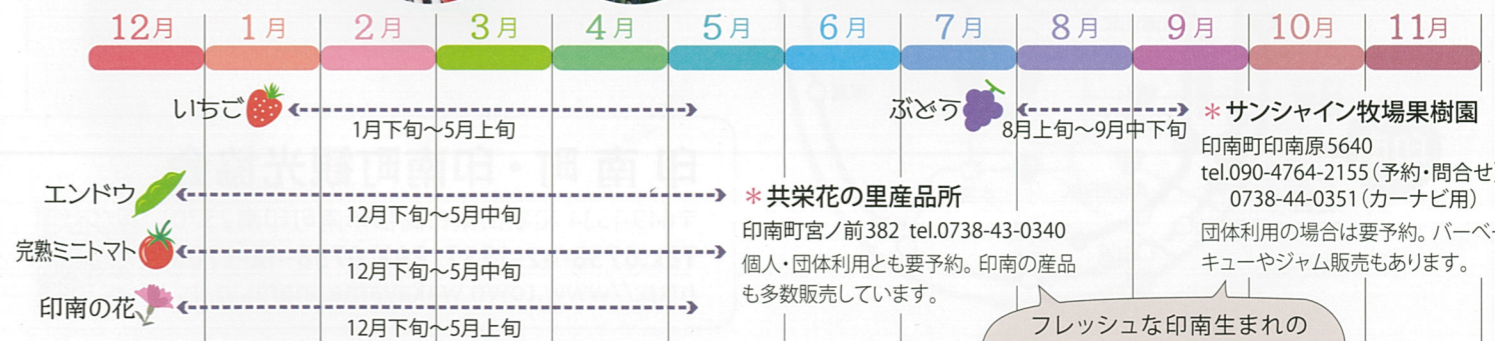 12月 1月 2月 3月 4月 5月 6月 7月 8月 9月 10月 11月
いちご
1月下旬～5月上旬
ぶどう
8月上旬～9月中下旬
＊サンシャイン牧場果樹園
印南町印南原5640
tel.090-4764-2155（予約・問合せ）
0738-44-0351（カーナビ用）
団体利用の場合は要予約。バーベ
キューやジャム販売もあります。
エンドウ
12月下旬～5月中旬
＊共栄花の里産品所
印南町宮ノ前382 tel.0738-43-0340
個人・団体利用とも要予約。印南の産品
も多数販売しています。
完熟ミニトマト
12月下旬～5月中旬
印南の花
12月下旬～5月上旬
フレッシュな印南生まれの